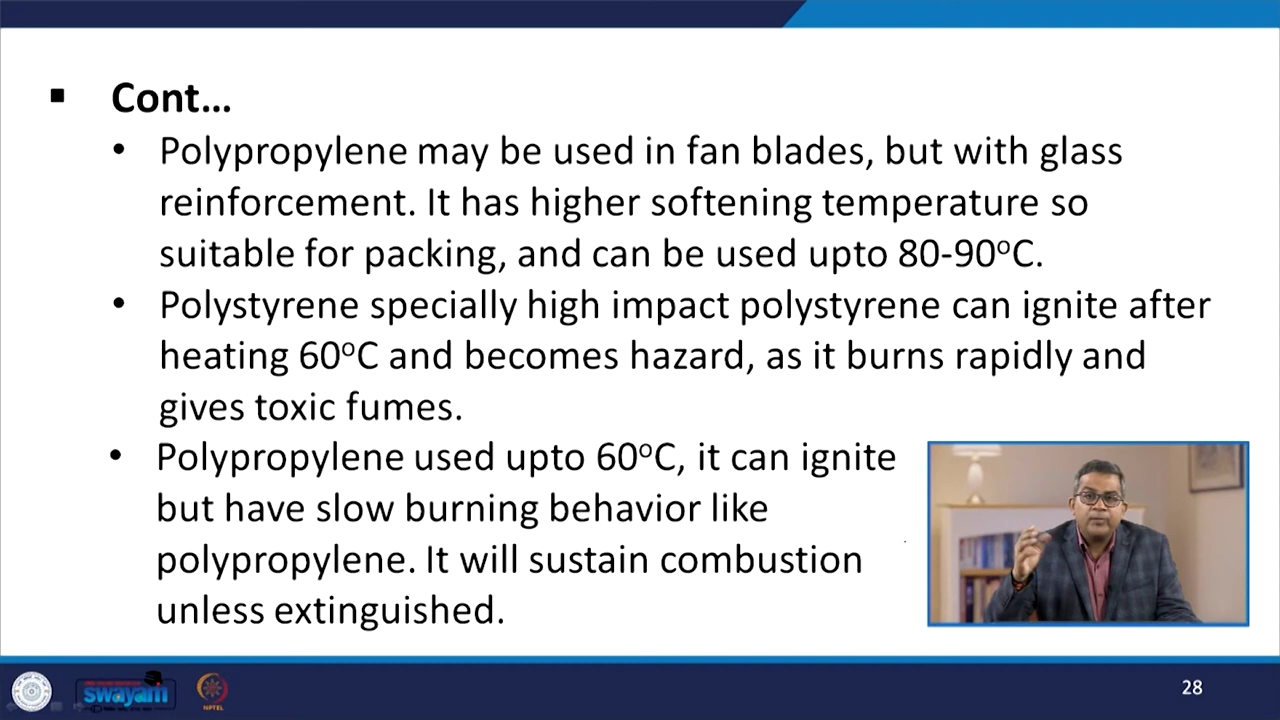 Cont...
Polypropylene may be used in fan blades, but with glass
reinforcement. It has higher softening temperature so
suitable for packing, and can be used upto 80-90oC.
Polystyrene specially high impact polystyrene can ignite after
heating 60oC and becomes hazard, as it burns rapidly and
gives toxic fumes.
Polypropylene used upto 60oC, it can ignite
but have slow burning behavior like
polypropylene. It will sustain combustion
unless extinguished.
swayam
NPTEL
28